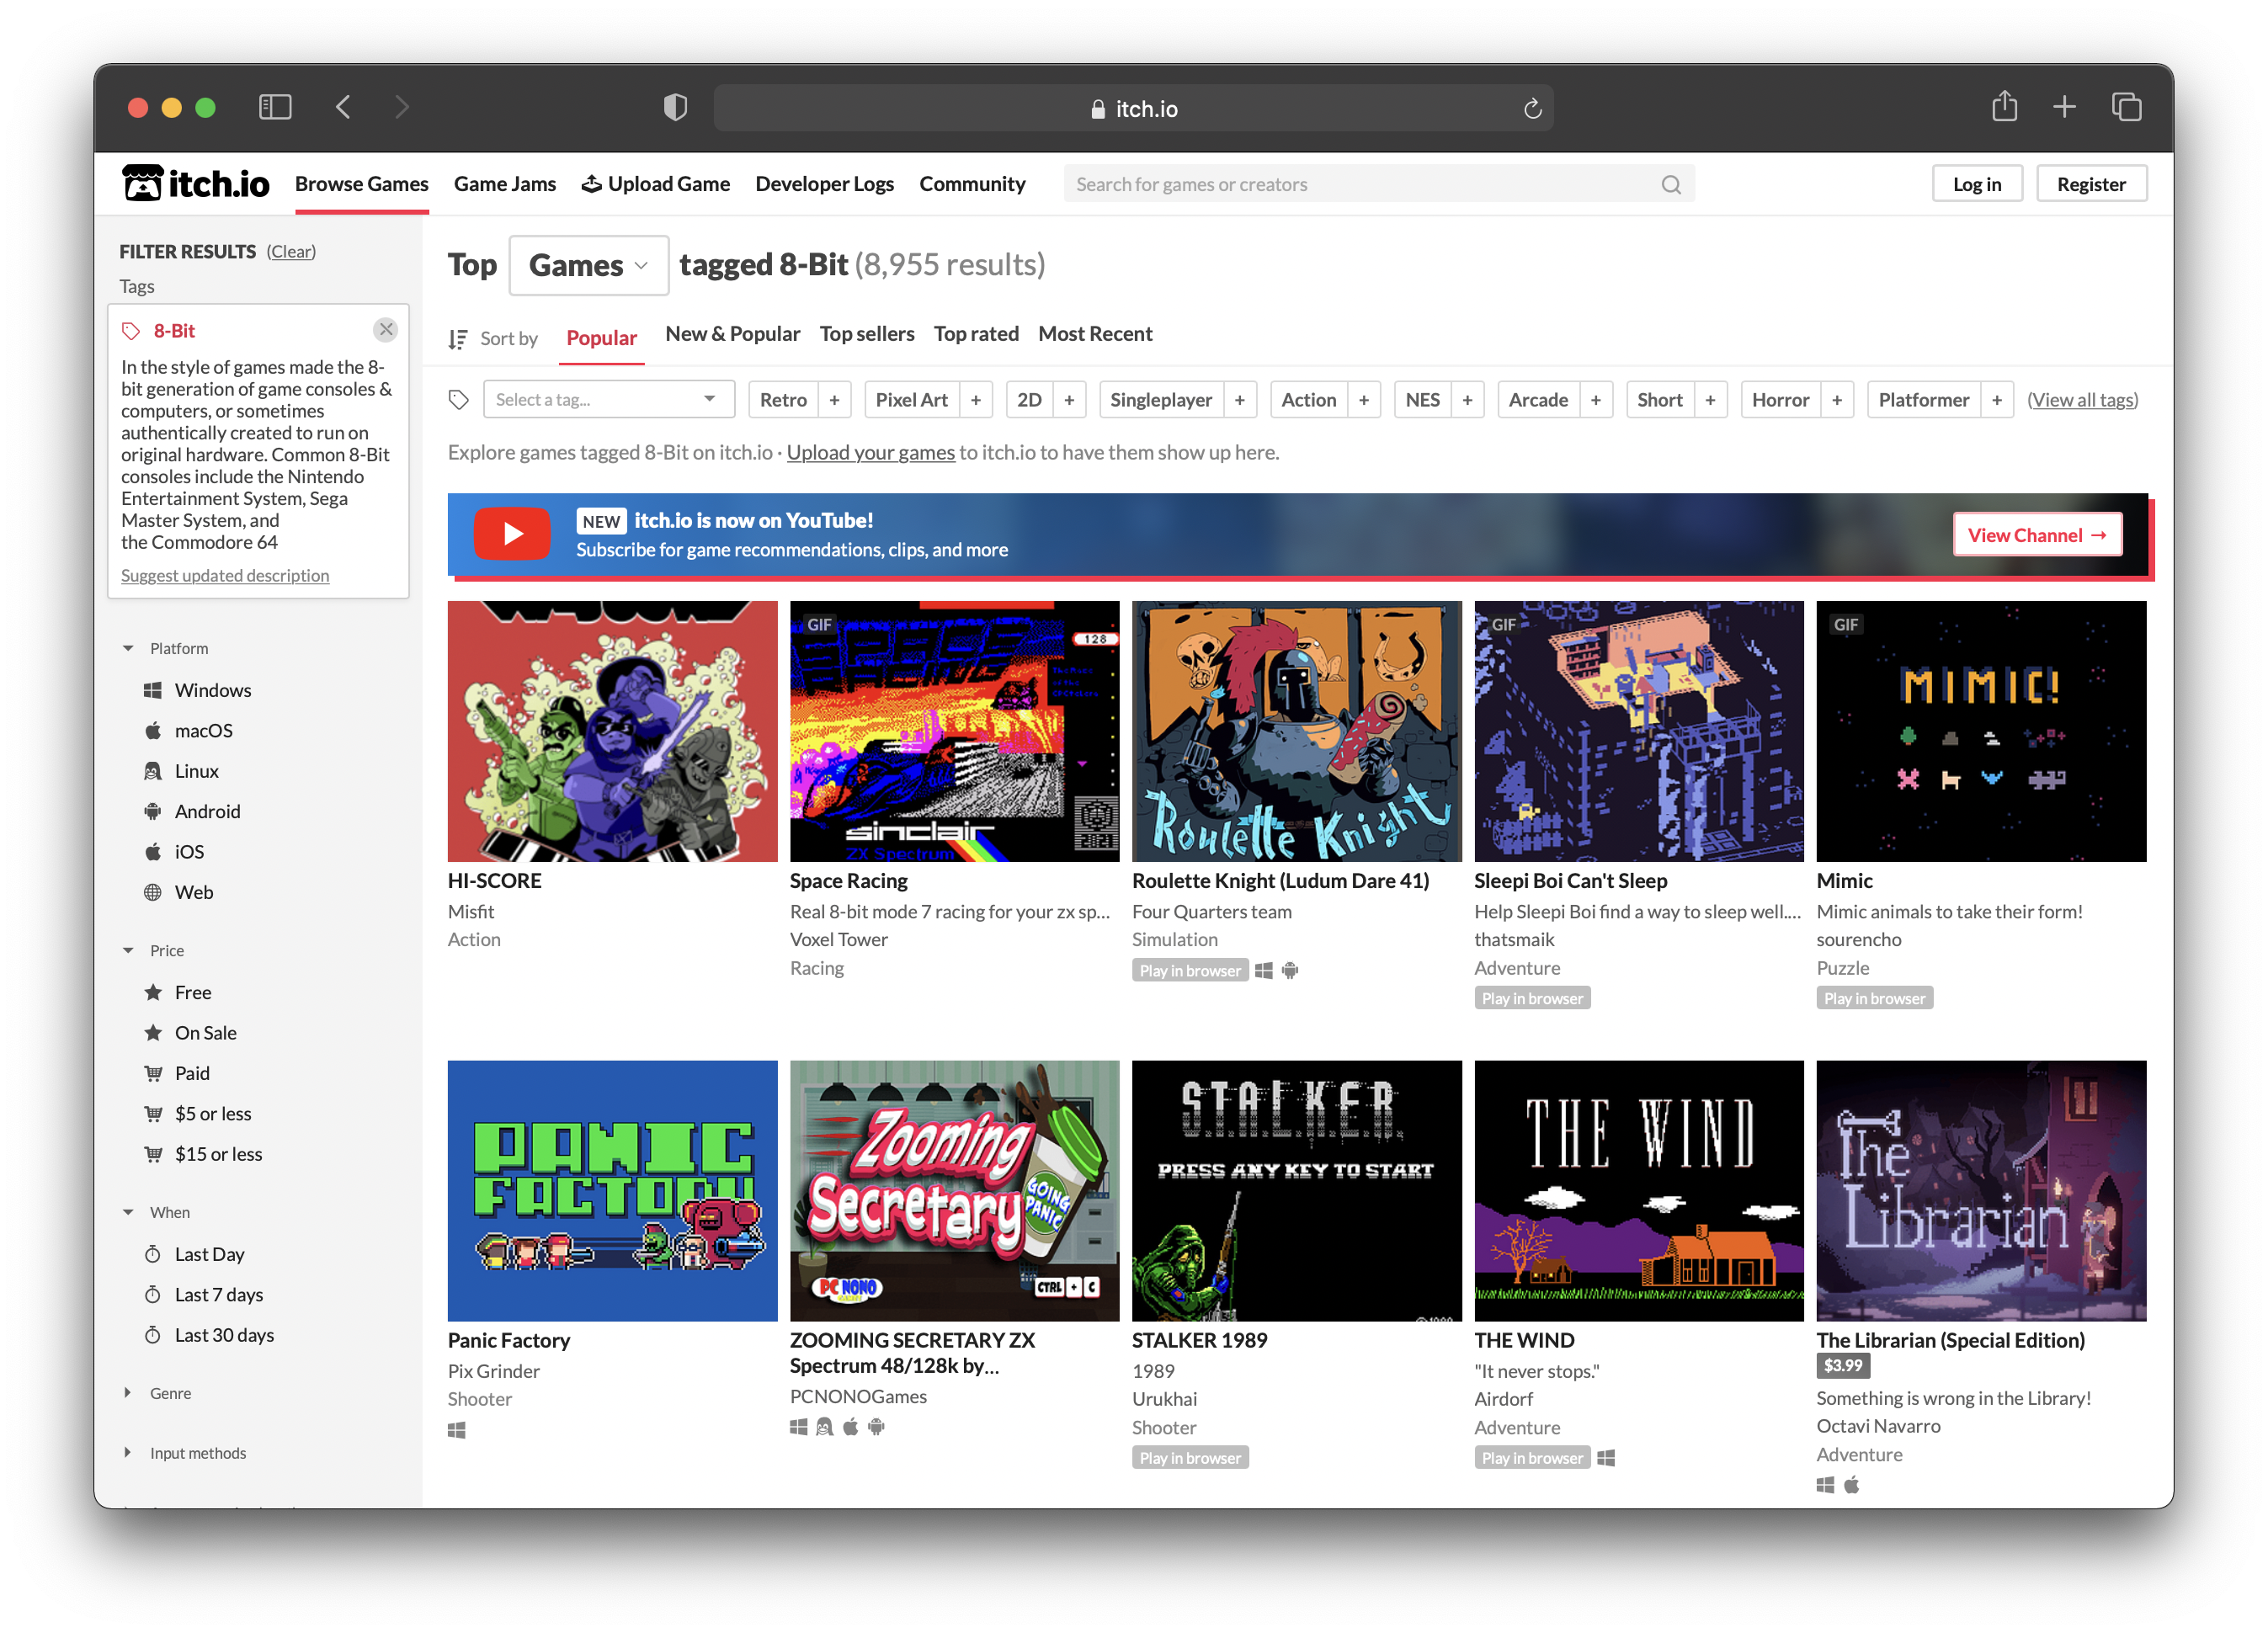 itch.io
itch.io
Browse Games
Game Jams
Upload Game
Developer Logs
Community
Search for games or creators
Log in
Register
FILTER RESULTS (Clear)
Tags
8-Bit
In the style of games made the 8-
bit generation of game consoles &
computers, or sometimes
authentically created to run on
original hardware. Common 8-Bit
consoles include the Nintendo
Entertainment System, Sega
Master System, and
the Commodore 64
Suggest updated description
Platform
Windows
macOS
Linux
Android
iOS
Web
Price
Free
On Sale
Paid
$5 or less
$15 or less
When
Last Day
Last 7 days
Last 30 days
Genre
Input methods
Top Games tagged 8-Bit (8,955 results)
Sort by Popular New & Popular Top sellers Top rated Most Recent
Select a tag...
Retro +
Pixel Art +
2D +
Singleplayer +
Action +
NES +
Arcade +
Short +
Horror +
Platformer +
(View all tags)
Explore games tagged 8-Bit on itch.io · Upload your games to itch.io to have them show up here.
NEW itch.io is now on YouTube!
Subscribe for game recommendations, clips, and more
View Channel →
HI-SCORE
Misfit
Action
GIF
128
sinclair
ZX Spectrum
2021
Space Racing
Real 8-bit mode 7 racing for your zx sp...
Voxel Tower
Racing
Roulette Knight
Roulette Knight (Ludum Dare 41)
Four Quarters team
Simulation
Play in browser
GIF
Sleepi Boi Can't Sleep
Help Sleepi Boi find a way to sleep well....
thatsmaik
Adventure
Play in browser
GIF
MIMIC!
Mimic
Mimic animals to take their form!
sourencho
Puzzle
Play in browser
PANIC
FACTORY
Panic Factory
Pix Grinder
Shooter
Zooming
Secretary
GOING
PANIC
PC NONO
CTRL + C
ZOOMING SECRETARY ZX
Spectrum 48/128k by...
PCNONOGames
S.T.A.L.K.E.R.
PRESS ANY KEY TO START
STALKER 1989
1989
Urukhai
Shooter
Play in browser
THE WIND
THE WIND
"It never stops."
Airdorf
Adventure
Play in browser
The
Librarian
The Librarian (Special Edition)
$3.99
Something is wrong in the Library!
Octavi Navarro
Adventure